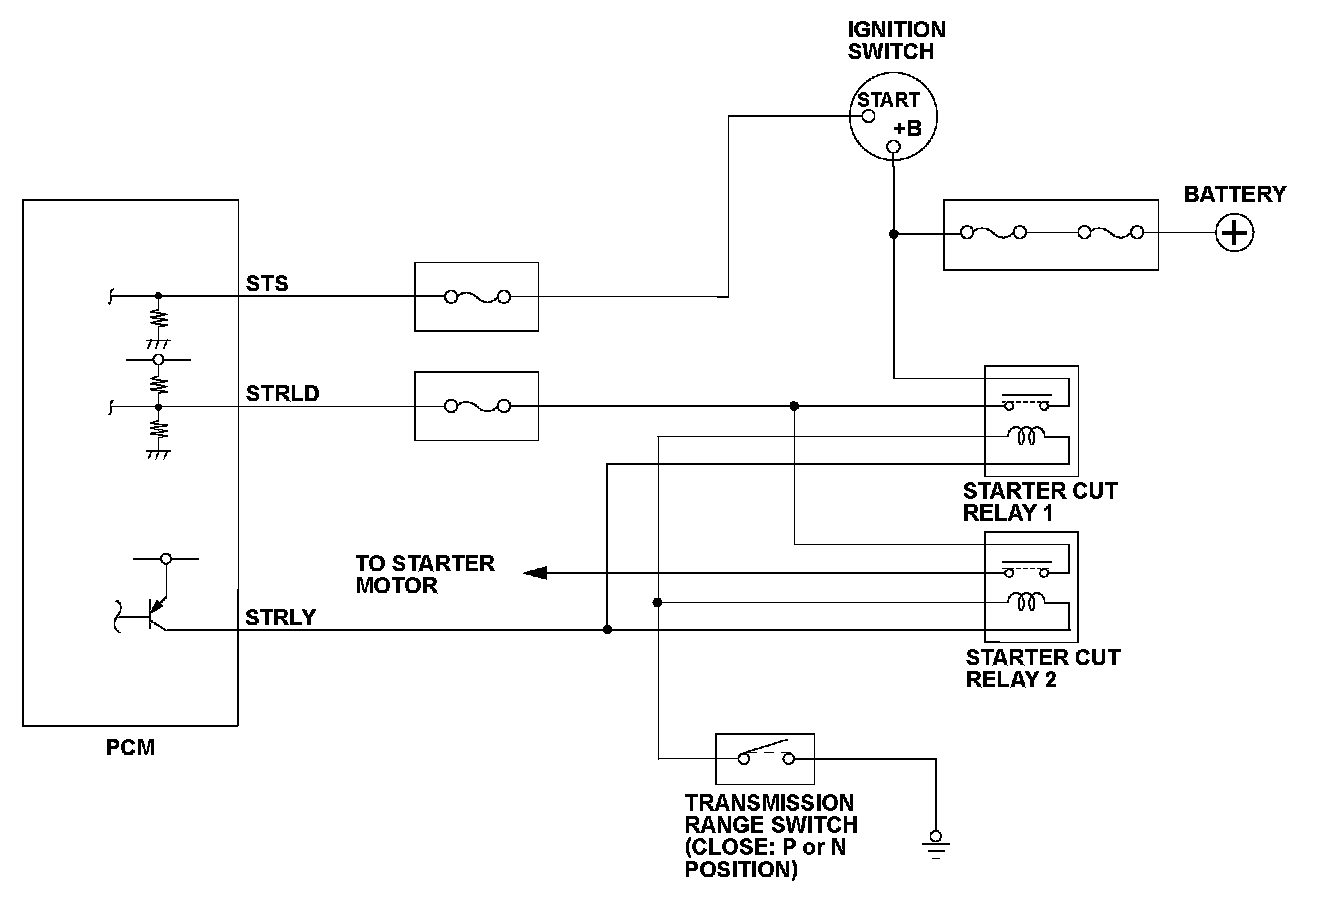 IGNITION
SWITCH
START
+B
BATTERY
STS
STRLD
STARTER CUT
RELAY 1
TO STARTER
MOTOR
STRLY
STARTER CUT
RELAY 2
PCM
TRANSMISSION
RANGE SWITCH
(CLOSE: P or N
POSITION)